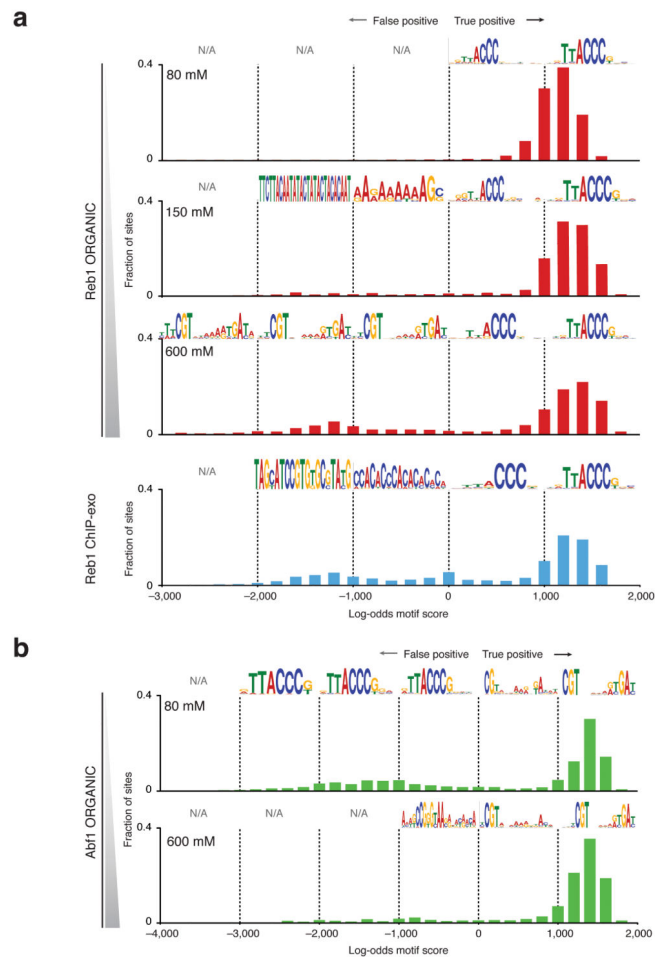 a
← False positive True positive →
N/A N/A N/A
0.4
80 mM
0
N/A
0.4
150 mM
0
0.4
600 mM
0
N/A
0.4
0
Reb1 ORGANIC
Fraction of sites
Reb1 ChIP-exo
Fraction of sites
−3,000 −2,000 −1,000 0 1,000 2,000
Log-odds motif score
b
← False positive True positive →
N/A
0.4
80 mM
0
N/A N/A N/A
0.4
600 mM
0
Abf1 ORGANIC
Fraction of sites
−4,000 −3,000 −2,000 −1,000 0 1,000 2,000
Log-odds motif score